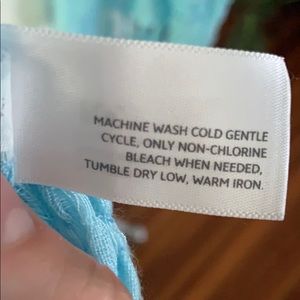 MACHINE WASH COLD GENTLE
CYCLE, ONLY NON-CHLORINE
BLEACH WHEN NEEDED,
TUMBLE DRY LOW, WARM IRON.